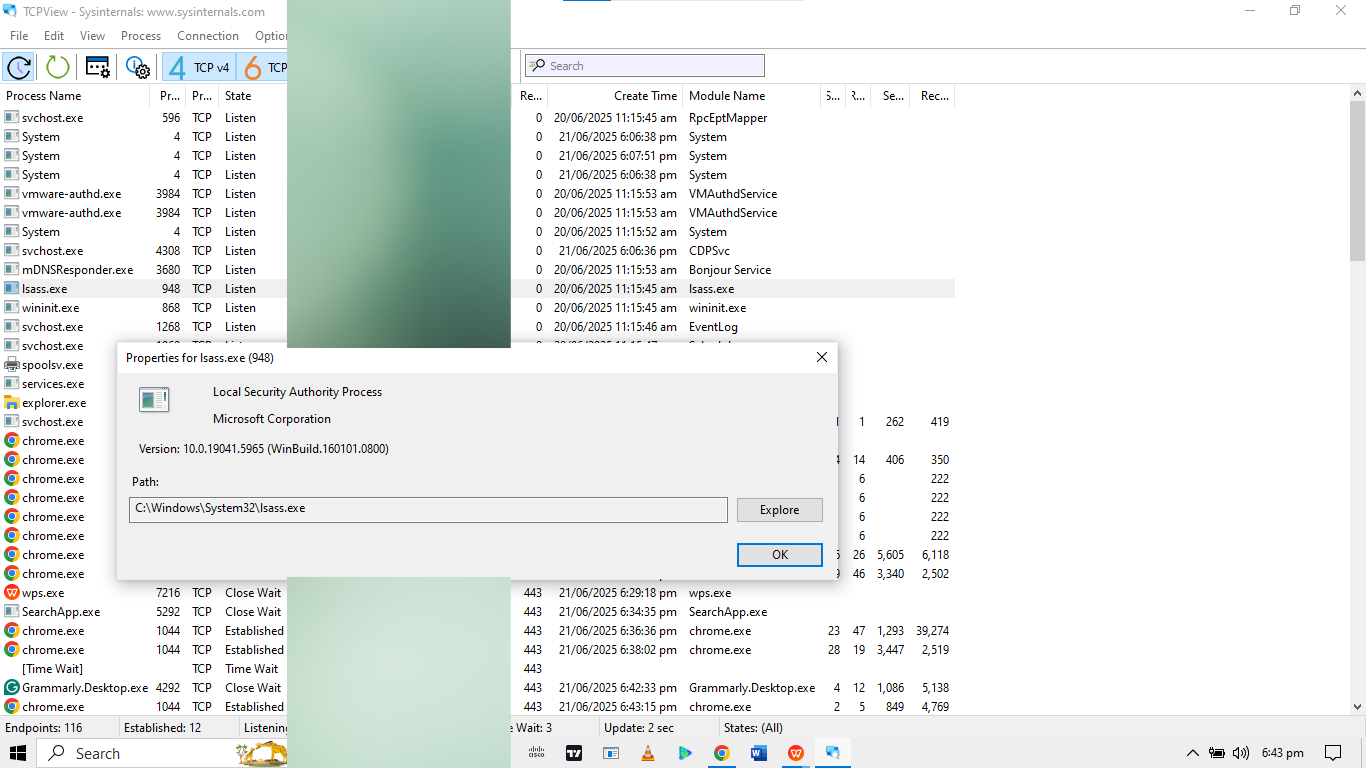 TCPView - Sysinternals: www.sysinternals.com
File Edit View Process Connection
4 TCP v4 6 Search
Process Name Pr... Pr... State Re... Create Time Module Name S... R... Se... Rec...
svchost.exe 596 TCP Listen 0 20/06/2025 11:15:45 am RpcEptMapper
System 4 TCP Listen 0 21/06/2025 6:06:38 pm System
System 4 TCP Listen 0 21/06/2025 6:07:51 pm System
System 4 TCP Listen 0 21/06/2025 6:06:38 pm System
vmware-authd.exe 3984 TCP Listen 0 20/06/2025 11:15:53 am VMAuthdService
vmware-authd.exe 3984 TCP Listen 0 20/06/2025 11:15:53 am VMAuthdService
System 4 TCP Listen 0 20/06/2025 11:15:52 am System
svchost.exe 4308 TCP Listen 0 21/06/2025 6:06:36 pm CDPSvc
mDNSResponder.exe 3680 TCP Listen 0 20/06/2025 11:15:53 am Bonjour Service
lsass.exe 948 TCP Listen 0 20/06/2025 11:15:45 am lsass.exe
wininit.exe 868 TCP Listen 0 20/06/2025 11:15:45 am wininit.exe
svchost.exe 1268 TCP Listen 0 20/06/2025 11:15:46 am EventLog
svchost.exe
spoolsv.exe
services.exe
explorer.exe
svchost.exe 1 262 419
chrome.exe
chrome.exe 14 406 350
chrome.exe 6 222
chrome.exe 6 222
chrome.exe 6 222
chrome.exe 6 222
chrome.exe 26 5,605 6,118
chrome.exe 46 3,340 2,502
Properties for lsass.exe (948)
Local Security Authority Process
Microsoft Corporation
Version: 10.0.19041.5965 (WinBuild.160101.0800)
Path:
C:\Windows\System32\lsass.exe Explore
OK
wps.exe 7216 TCP Close Wait 443 21/06/2025 6:29:18 pm wps.exe
SearchApp.exe 5292 TCP Close Wait 443 21/06/2025 6:34:35 pm SearchApp.exe
chrome.exe 1044 TCP Established 443 21/06/2025 6:36:36 pm chrome.exe 23 47 1,293 39,274
chrome.exe 1044 TCP Established 443 21/06/2025 6:38:02 pm chrome.exe 28 19 3,447 2,519
[Time Wait] TCP Time Wait 443
Grammarly.Desktop.exe 4292 TCP Close Wait 443 21/06/2025 6:42:33 pm Grammarly.Desktop.exe 4 12 1,086 5,138
chrome.exe 1044 TCP Established 443 21/06/2025 6:43:15 pm chrome.exe 2 5 849 4,769
Endpoints: 116 Established: 12 Listening Wait: 3 Update: 2 sec States: (All)
Search 6:43 pm